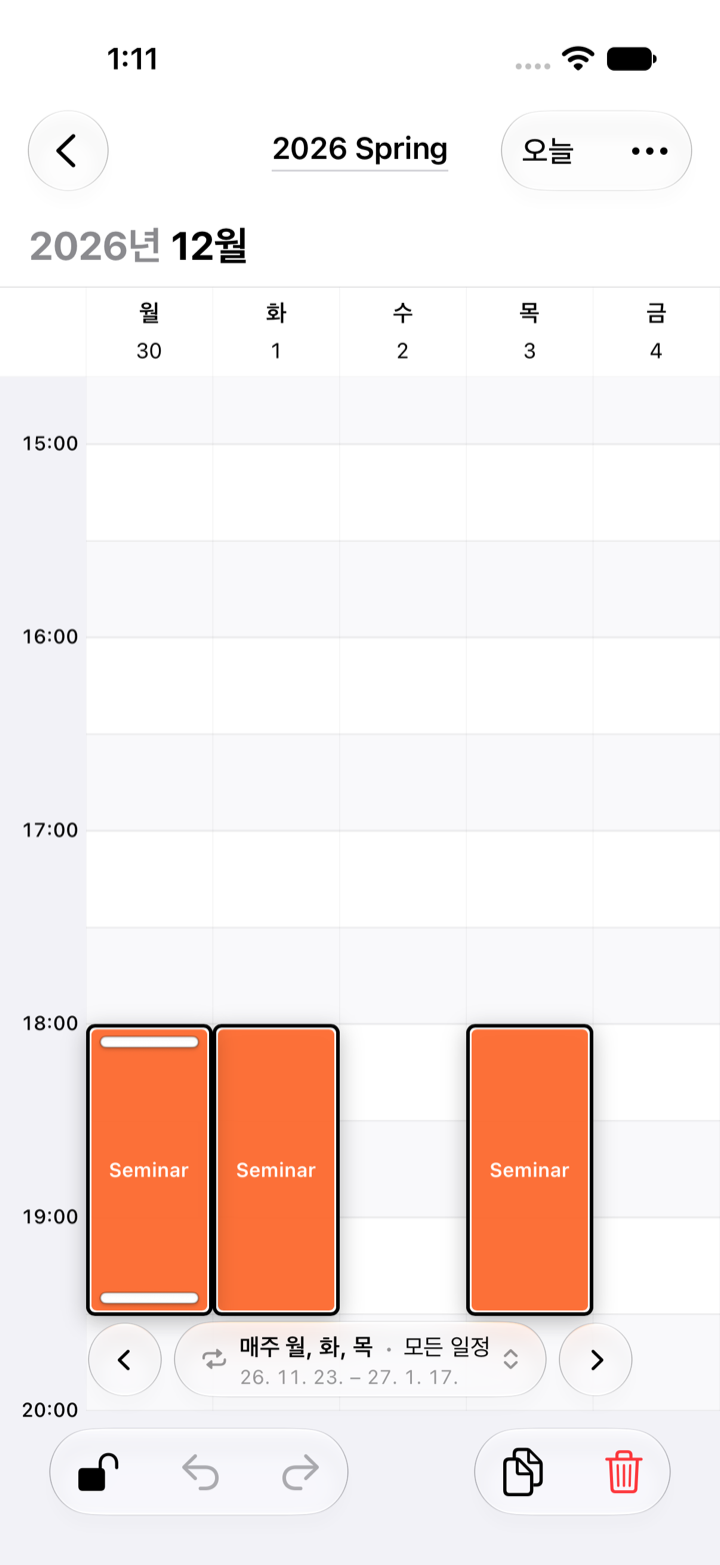 1:11
2026 Spring
오늘
2026년 12월
월 화 수 목 금
30 1 2 3 4
15:00
16:00
17:00
18:00
Seminar Seminar Seminar
19:00
매주 월, 화, 목 · 모든 일정
26. 11. 23. – 27. 1. 17.
20:00